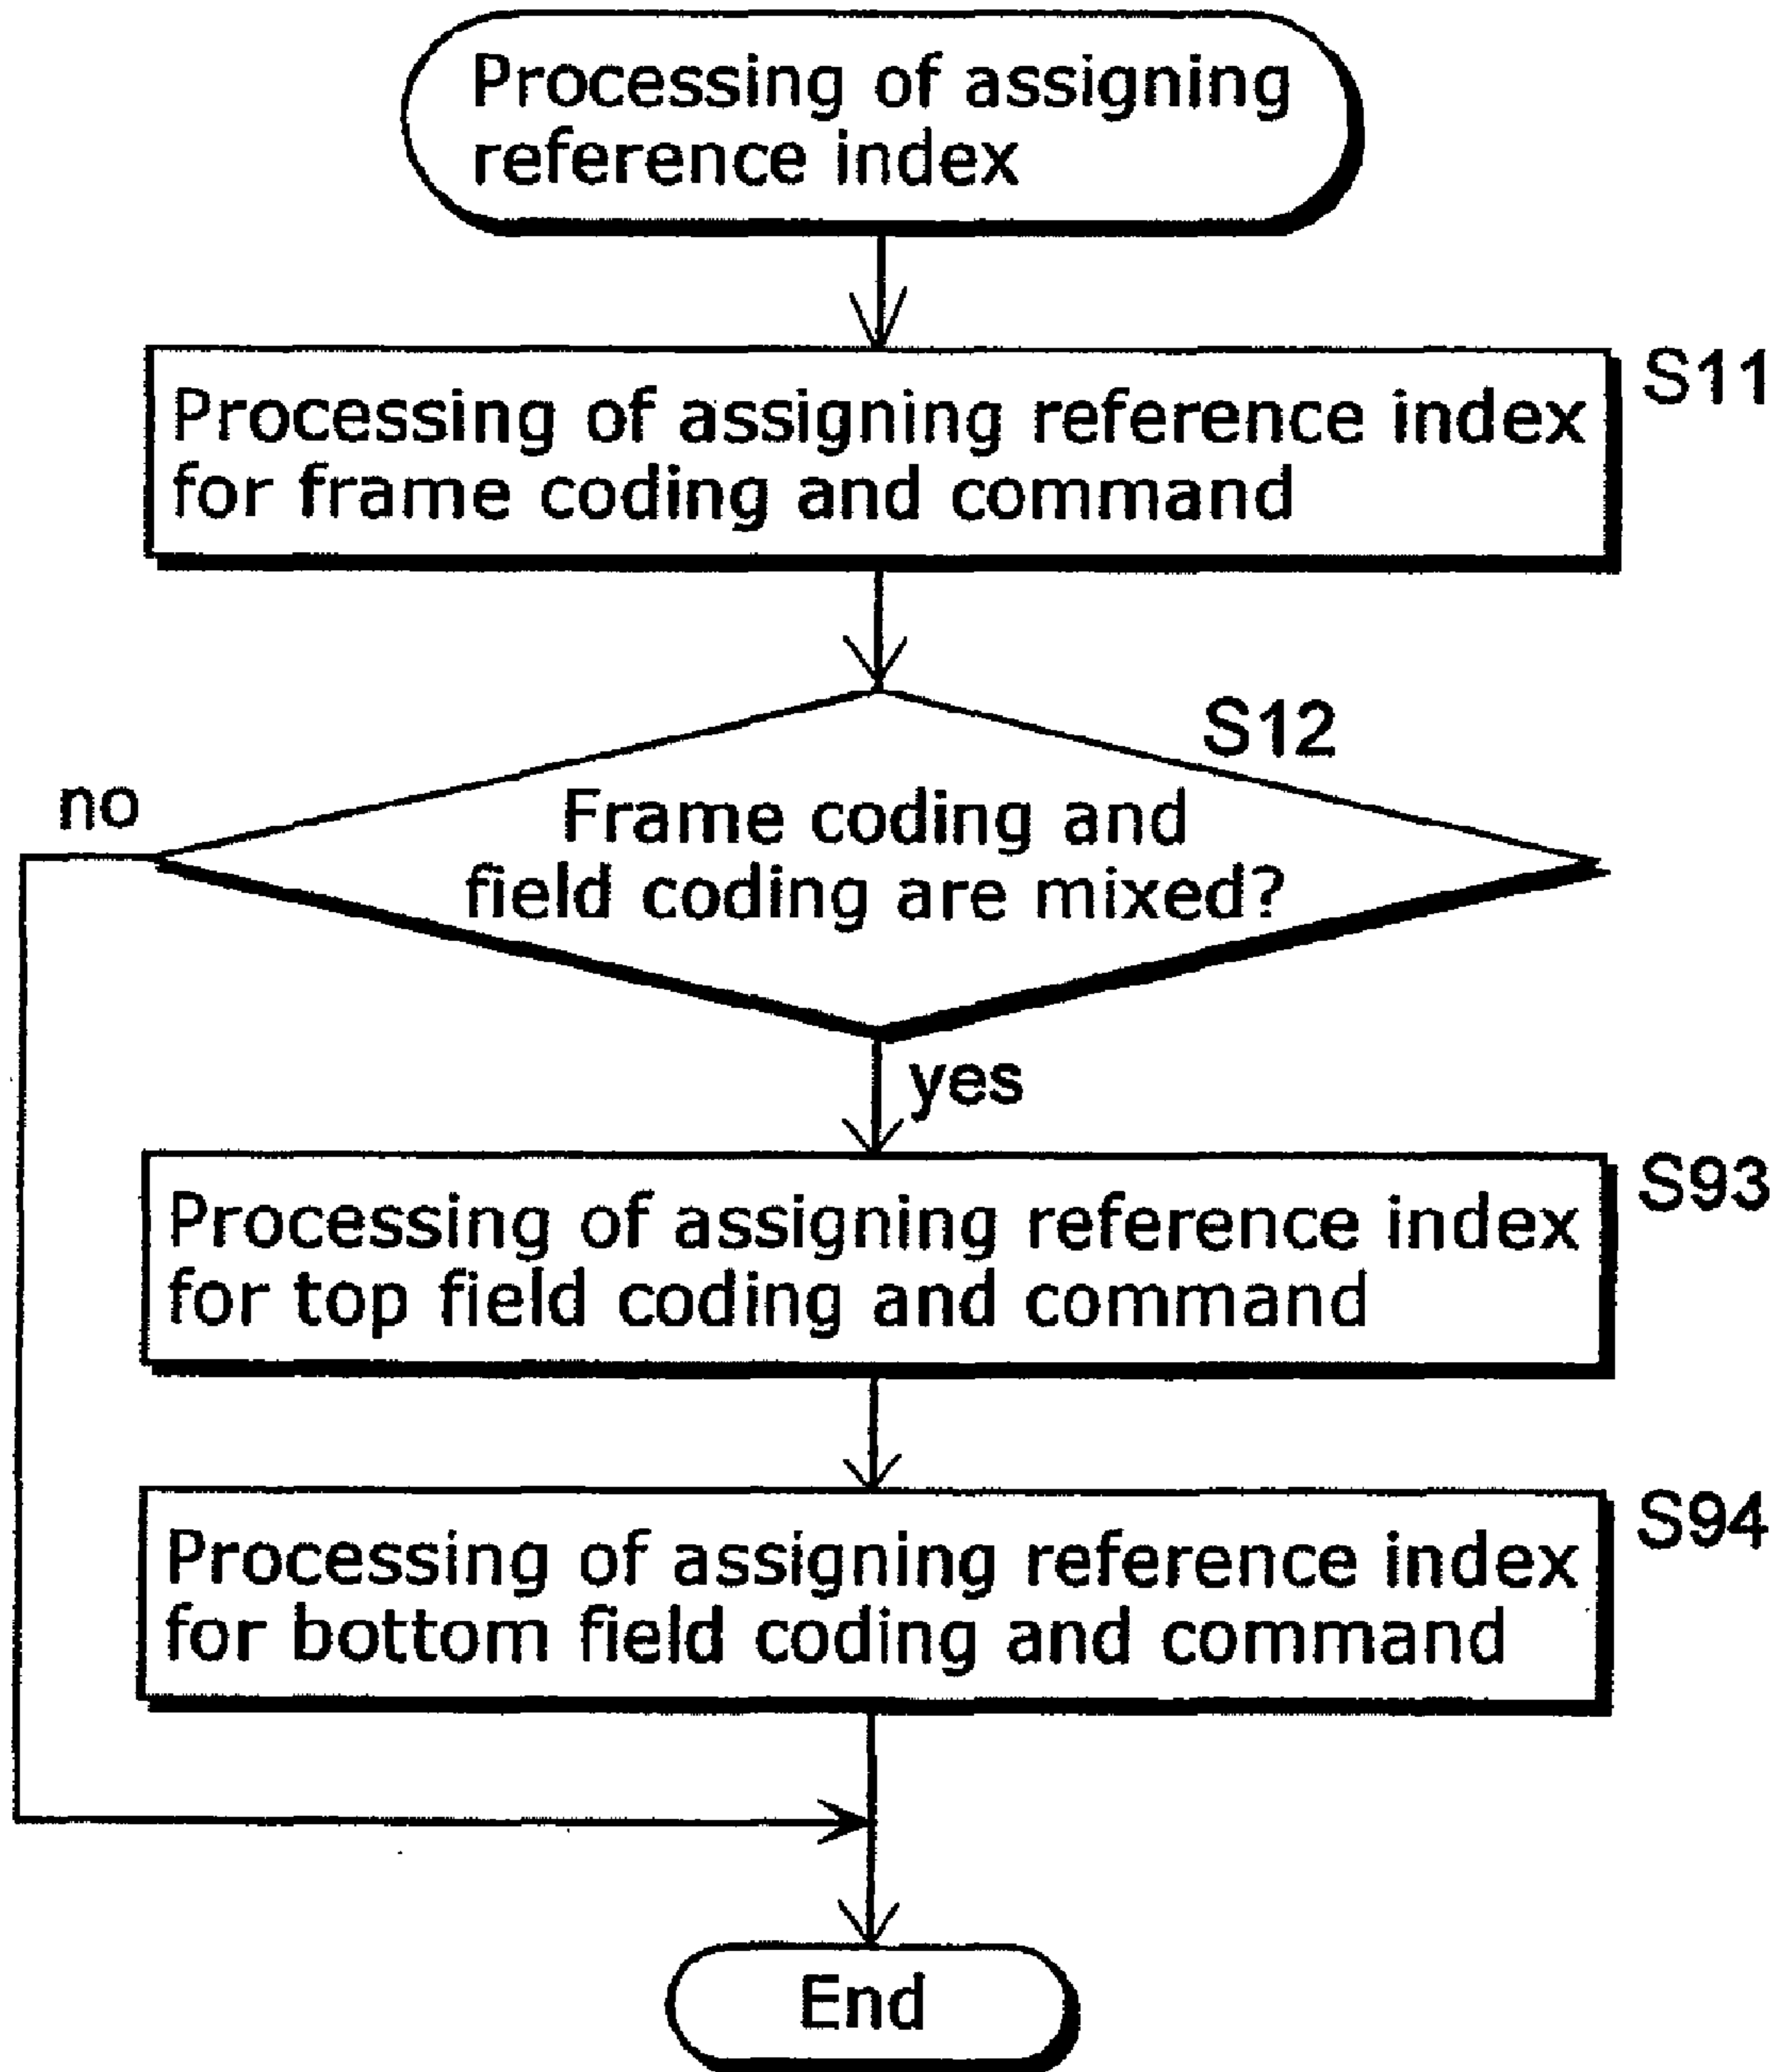 Processing of assigning
reference index
S11
Processing of assigning reference index
for frame coding and command
S12
no
Frame coding and
field coding are mixed?
yes
S93
Processing of assigning reference index
for top field coding and command
S94
Processing of assigning reference index
for bottom field coding and command
End